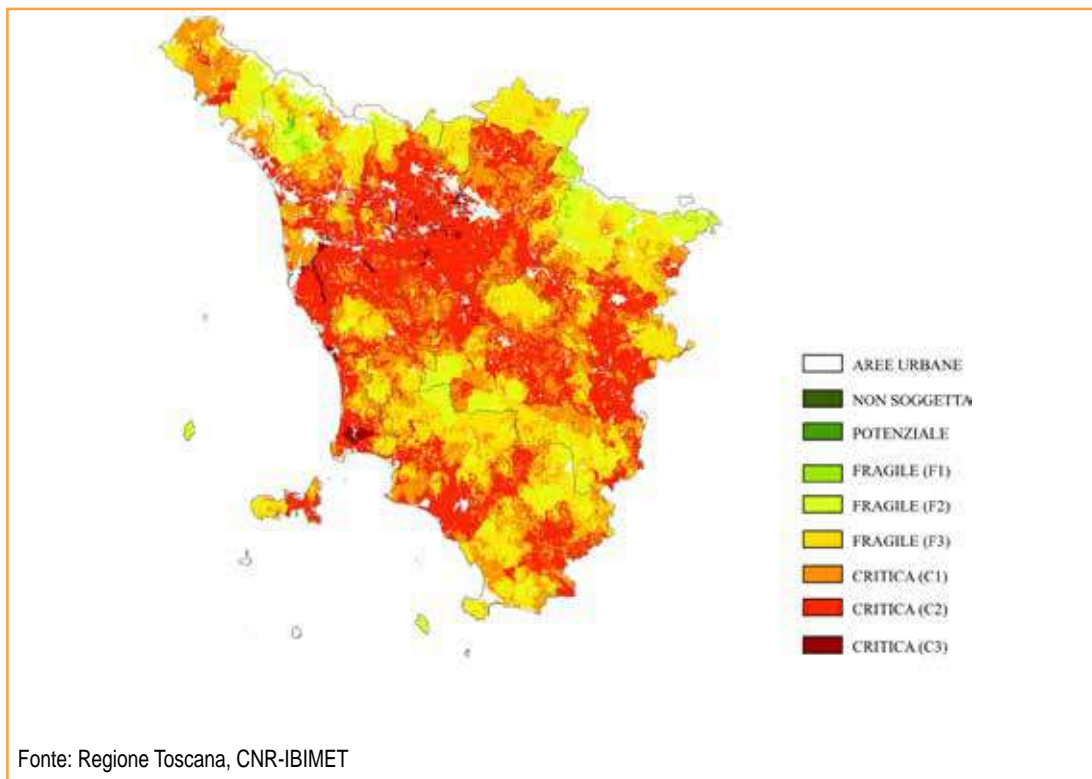 AREE URBANE
NON SOGGETTA
POTENZIALE
FRAGILE (F1)
FRAGILE (F2)
FRAGILE (F3)
CRITICA (C1)
CRITICA (C2)
CRITICA (C3)
Fonte: Regione Toscana, CNR-IBIMET